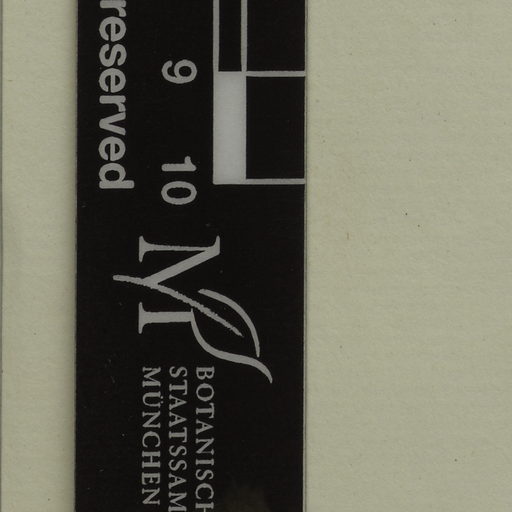 reserved
9 10
M
BOTANISCH
STAATSSAM
MÜNCHEN